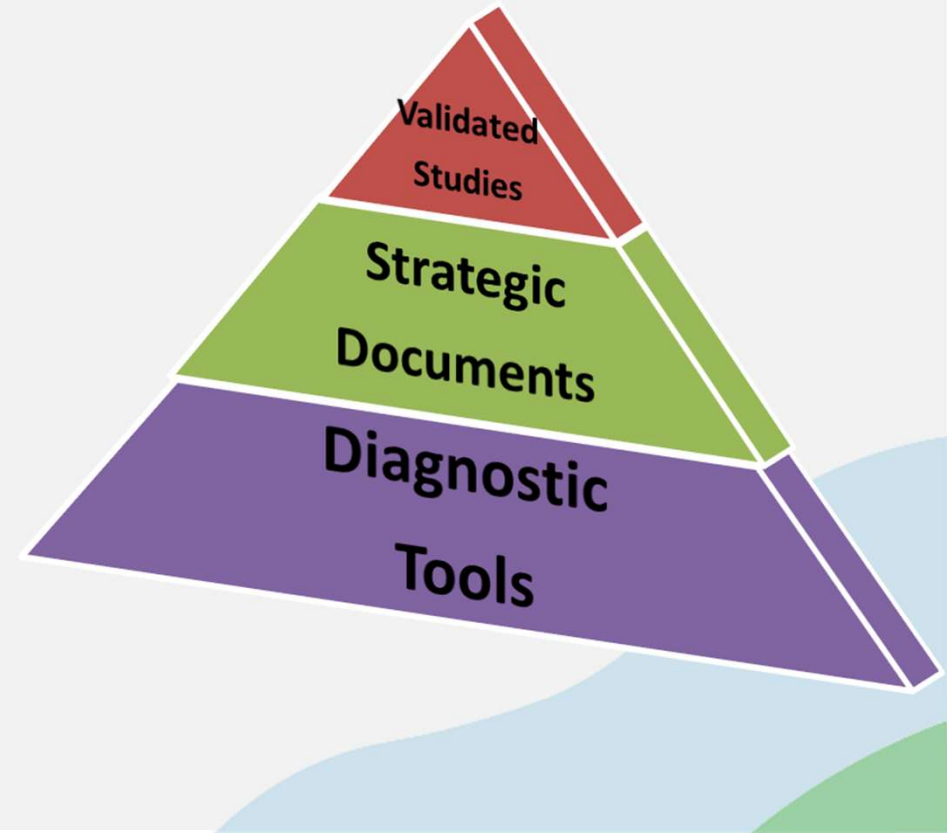 Validated
Studies
Strategic
Documents
Diagnostic
Tools